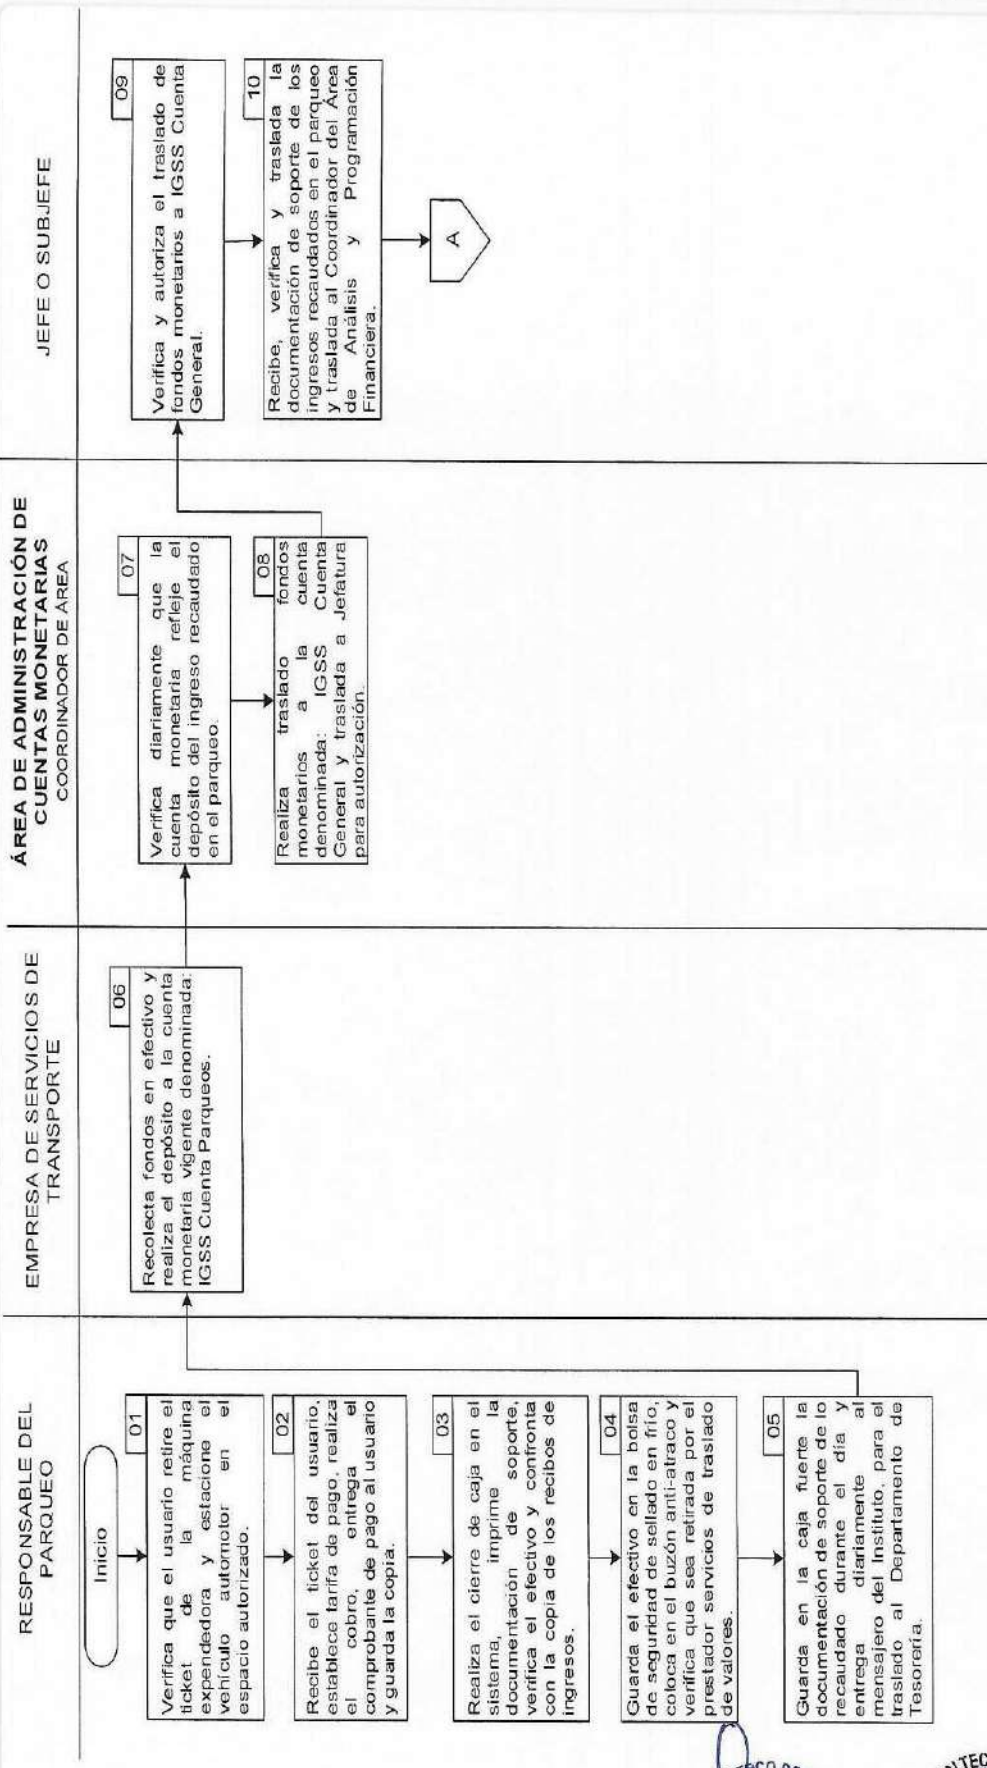 RESPONSABLE DEL
PARQUEO
Inicio
01
Verifica que el usuario retire el
ticket de la máquina
expendedora y estacione el
vehículo automotor en el
espacio autorizado.
02
Recibe el ticket del usuario,
establece tarifa de pago, realiza
el cobro, entrega el
comprobante de pago al usuario
y guarda la copia.
03
Realiza el cierre de caja en el
sistema, imprime la
documentación de soporte,
verifica el efectivo y confronta
con la copia de los recibos de
ingresos.
04
Guarda el efectivo en la bolsa
de seguridad de sellado en frío,
coloca en el buzón anti-atraco y
verifica que sea retirada por el
prestador servicios de traslado
de valores.
05
Guarda en la caja fuerte la
documentación de soporte de lo
recaudado durante el día y
entrega diariamente al
mensajero del Instituto, para el
traslado al Departamento de
Tesorería.
EMPRESA DE SERVICIOS DE
TRANSPORTE
06
Recolecta fondos en efectivo y
realiza el depósito a la cuenta
monetaria vigente denominada:
IGSS Cuenta Parqueos.
ÁREA DE ADMINISTRACIÓN DE
CUENTAS MONETARIAS
COORDINADOR DE ÁREA
07
Verifica diariamente que la
cuenta monetaria refleje el
depósito del ingreso recaudado
en el parqueo.
08
Realiza traslado fondos
monetarios a la cuenta
denominada: IGSS Cuenta
General y traslada a Jefatura
para autorización.
JEFE O SUBJEFE
09
Verifica y autoriza el traslado de
fondos monetarios a IGSS Cuenta
General.
10
Recibe, verifica y traslada la
documentación de soporte de los
ingresos recaudados en el parqueo
y traslada al Coordinador del Área
de Análisis y Programación
Financiera.
A